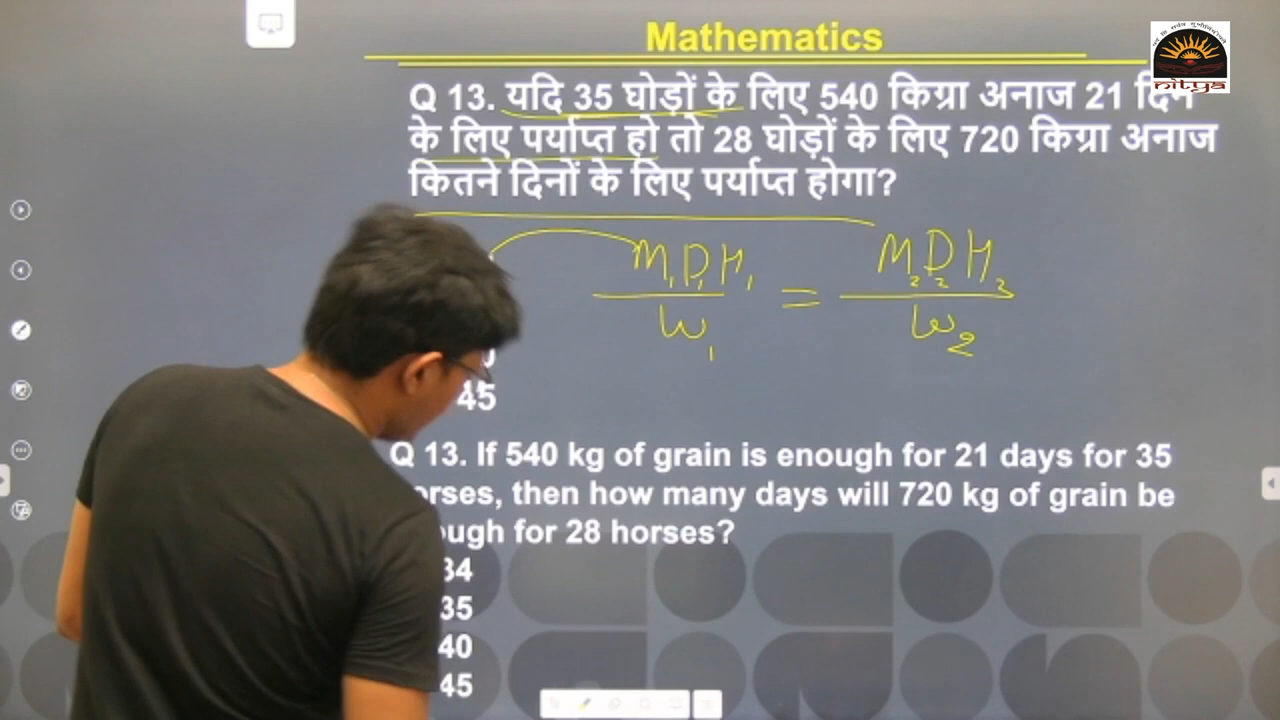 Mathematics
nitya
Q 13. यदि 35 घोड़ों के लिए 540 किग्रा अनाज 21 दिन
के लिए पर्याप्त हो तो 28 घोड़ों के लिए 720 किग्रा अनाज
कितने दिनों के लिए पर्याप्त होगा?
M₁D₁H₁ = M₂D₂H₂
W₁ W₂
45
Q 13. If 540 kg of grain is enough for 21 days for 35
then how many days will 720 kg of grain be
for 28 horses?
34
35
40
45